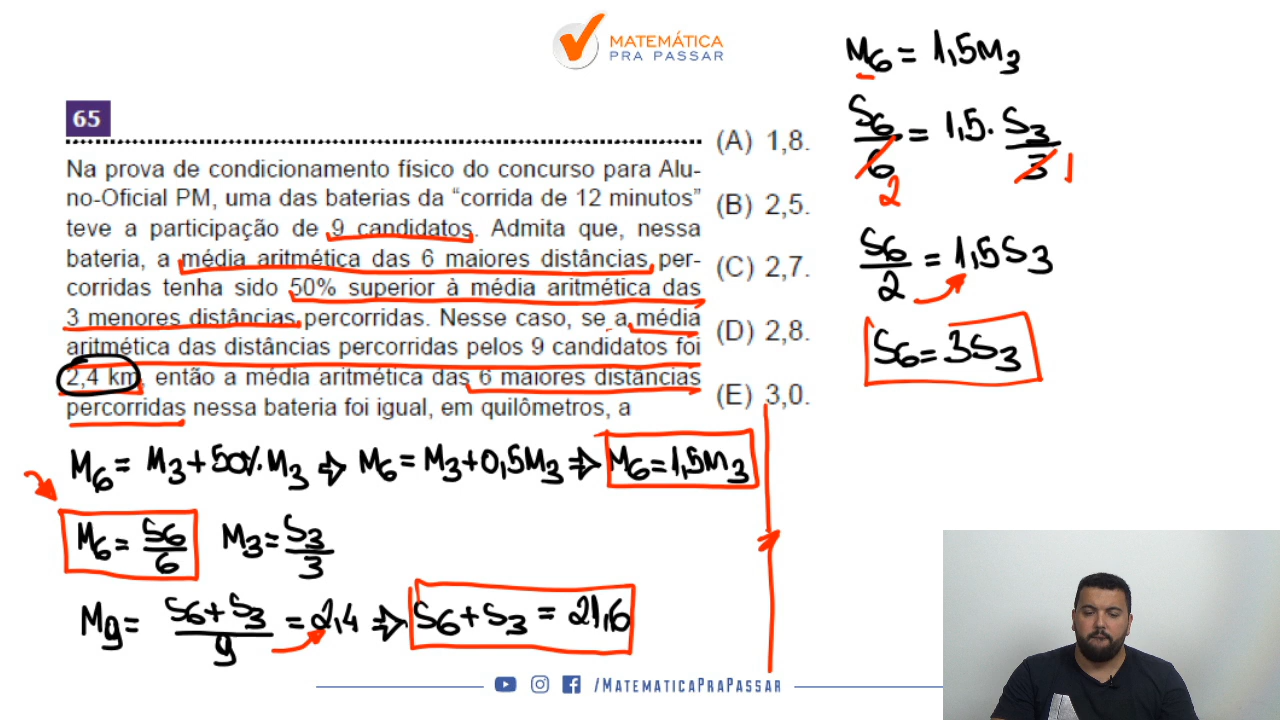 MATEMÁTICA
PRA PASSAR
65
Na prova de condicionamento físico do concurso para Alu-
no-Oficial PM, uma das baterias da “corrida de 12 minutos”
teve a participação de 9 candidatos. Admita que, nessa
bateria, a média aritmética das 6 maiores distâncias per-
corridas tenha sido 50% superior à média aritmética das
3 menores distâncias percorridas. Nesse caso, se a média
aritmética das distâncias percorridas pelos 9 candidatos foi
2,4 km, então a média aritmética das 6 maiores distâncias
percorridas nessa bateria foi igual, em quilômetros, a
(A) 1,8.
(B) 2,5.
(C) 2,7.
(D) 2,8.
(E) 3,0.
M6 = M3 + 50%. M3 ⇒ M6 = M3 + 0,5M3 ⇒ M6 = 1,5M3
M6 = S6/6 M3 = S3/3
M9 = S6 + S3/9 = 2,4 ⇒ S6 + S3 = 21,6
M6 = 1,5M3
S6/6 = 1,5 . S3/3
2 1
S6/2 = 1,5S3
S6 = 3S3
/MATEMATICAPRAPASSAR